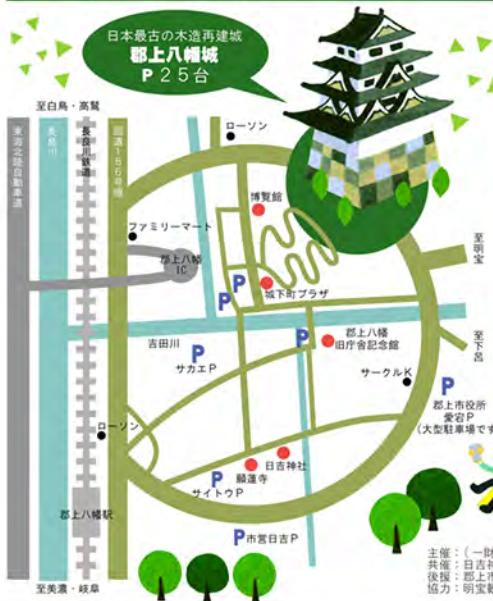 日本最古の木造再建城
郡上八幡城
P25台
至白鳥・高鷲
東海北陸自動車道
長良川
長良川鉄道
国道156号線
ローソン
博覧館
ファミリーマート
郡上八幡
IC
至明宝
P
城下町プラザ
P
至下呂
吉田川
P
サカエP
P
郡上八幡
旧庁舎記念館
サークルK
P
郡上市役所
愛宕P
(大型駐車場です
ローソン
日吉神社
願蓮寺
P
サイトウP
郡上八幡駅
P市営日吉P
至美濃・岐阜
主催:(一財
共催:日吉神
後援:郡上市
協力:明宝観